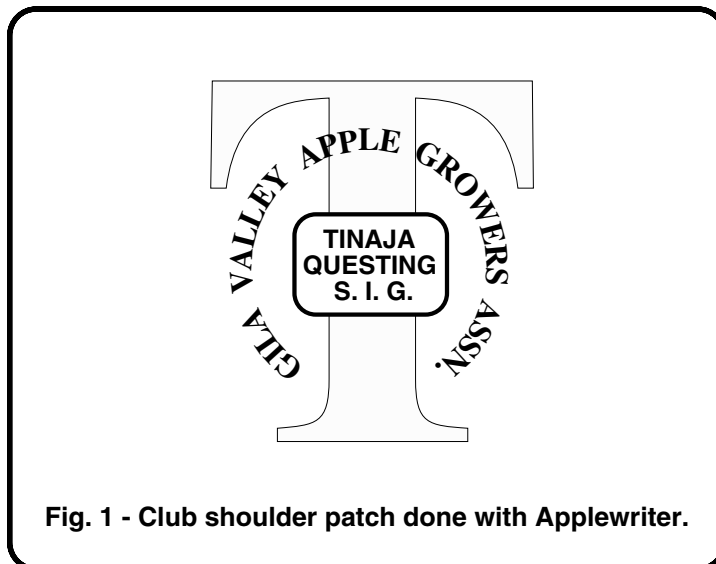 T
GILA VALLEY APPLE GROWERS ASSN.
TINAJA
QUESTING
S. I. G.
Fig. 1 - Club shoulder patch done with Applewriter.